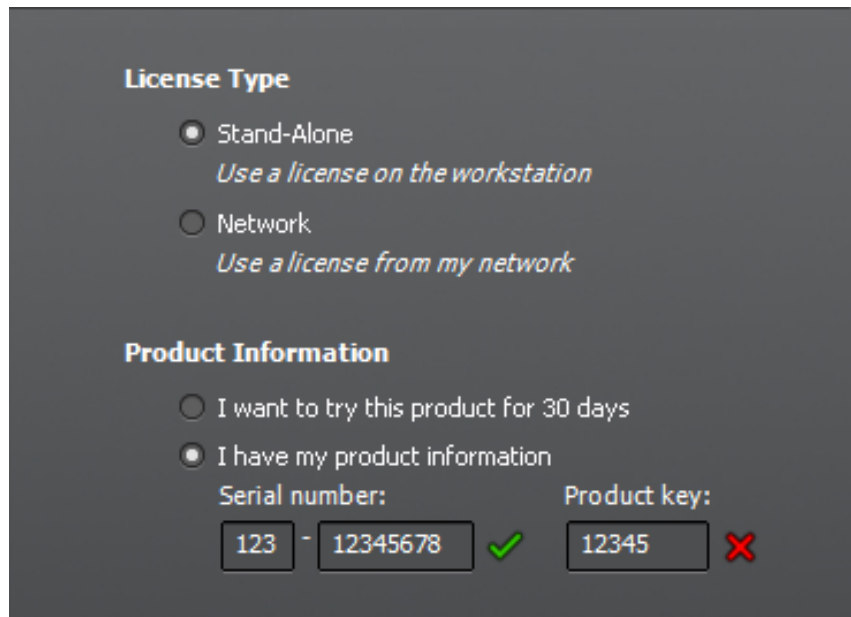 License Type
Stand-Alone
Use a license on the workstation
Network
Use a license from my network
Product Information
I want to try this product for 30 days
I have my product information
Serial number: Product key:
123 - 12345678 12345